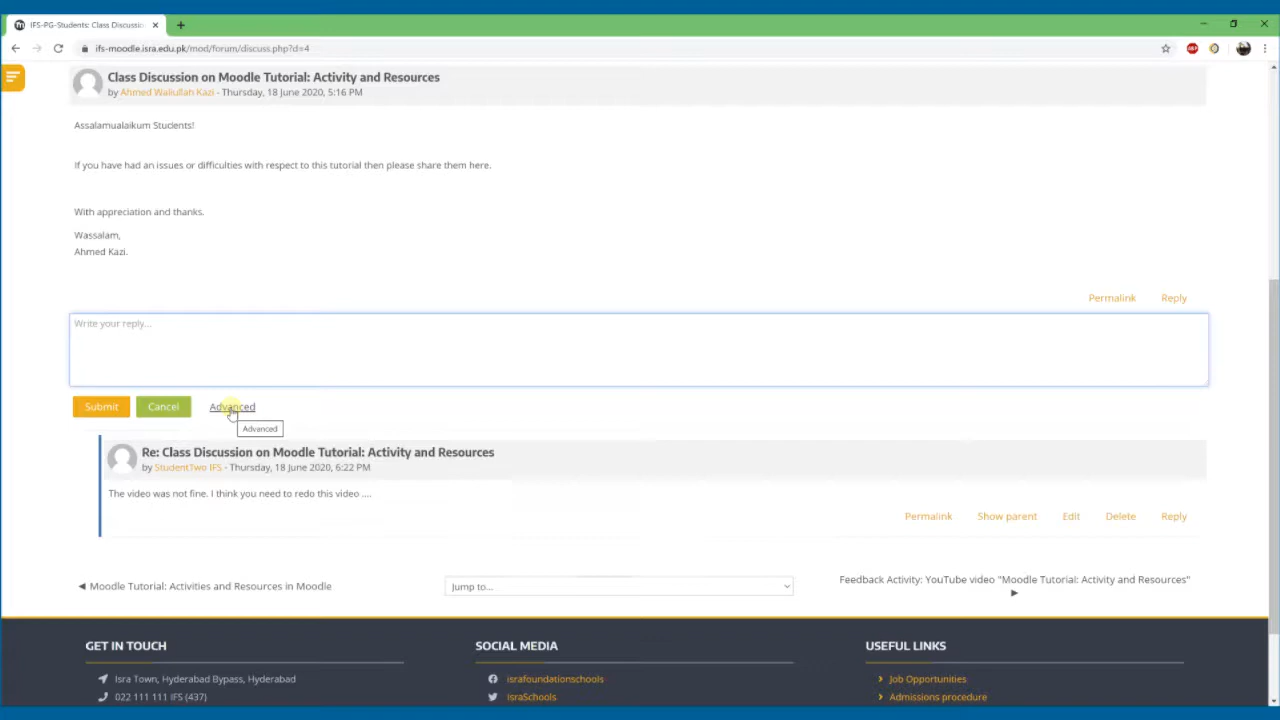 IFS-PG-Students: Class Discussio
ifs-moodle.isra.edu.pk/mod/forum/discuss.php?d=4
Class Discussion on Moodle Tutorial: Activity and Resources
by Ahmed Waliullah Kazi - Thursday, 18 June 2020, 5:16 PM
Assalamualaikum Students!
If you have had an issues or difficulties with respect to this tutorial then please share them here.
With appreciation and thanks.
Wassalam,
Ahmed Kazi.
Permalink Reply
Write your reply...
Submit Cancel Advanced
Advanced
Re: Class Discussion on Moodle Tutorial: Activity and Resources
by StudentTwo IFS - Thursday, 18 June 2020, 6:22 PM
The video was not fine. I think you need to redo this video ....
Permalink Show parent Edit Delete Reply
◄ Moodle Tutorial: Activities and Resources in Moodle
Jump to...
Feedback Activity: YouTube video "Moodle Tutorial: Activity and Resources"
►
GET IN TOUCH SOCIAL MEDIA USEFUL LINKS
Isra Town, Hyderabad Bypass, Hyderabad israfoundationschools Job Opportunities
022 111 111 IFS (437) IsraSchools Admissions procedure